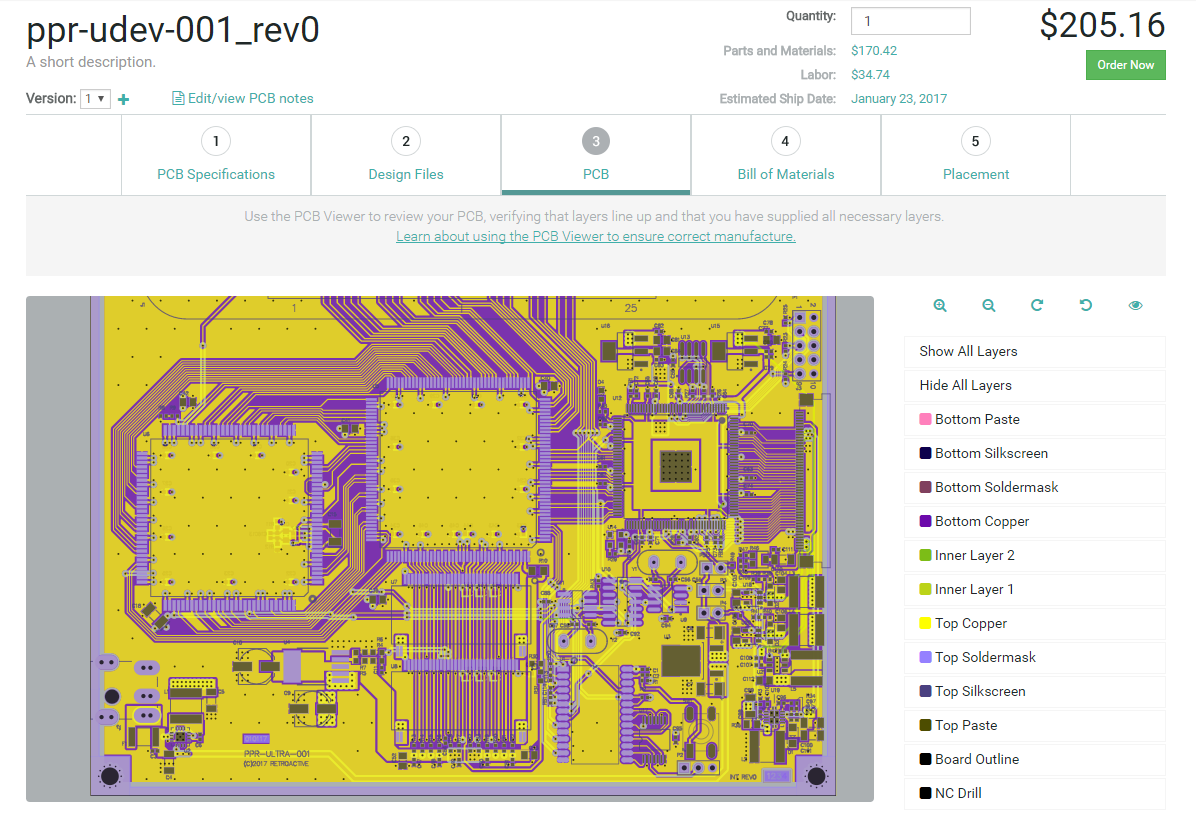 ppr-udev-001_rev0
A short description.
Version: 1
Edit/view PCB notes
Quantity: 1
Parts and Materials: $170.42
Labor: $34.74
Estimated Ship Date: January 23, 2017
$205.16
Order Now
1
PCB Specifications
2
Design Files
3
PCB
4
Bill of Materials
5
Placement
Use the PCB Viewer to review your PCB, verifying that layers line up and that you have supplied all necessary layers.
Learn about using the PCB Viewer to ensure correct manufacture.
1
25
U16
U15
U13
U12
U7
U8
PPR-ULTRA-001
(C)2017 RETROACTIVE
INT REV0
Show All Layers
Hide All Layers
Bottom Paste
Bottom Silkscreen
Bottom Soldermask
Bottom Copper
Inner Layer 2
Inner Layer 1
Top Copper
Top Soldermask
Top Silkscreen
Top Paste
Board Outline
NC Drill